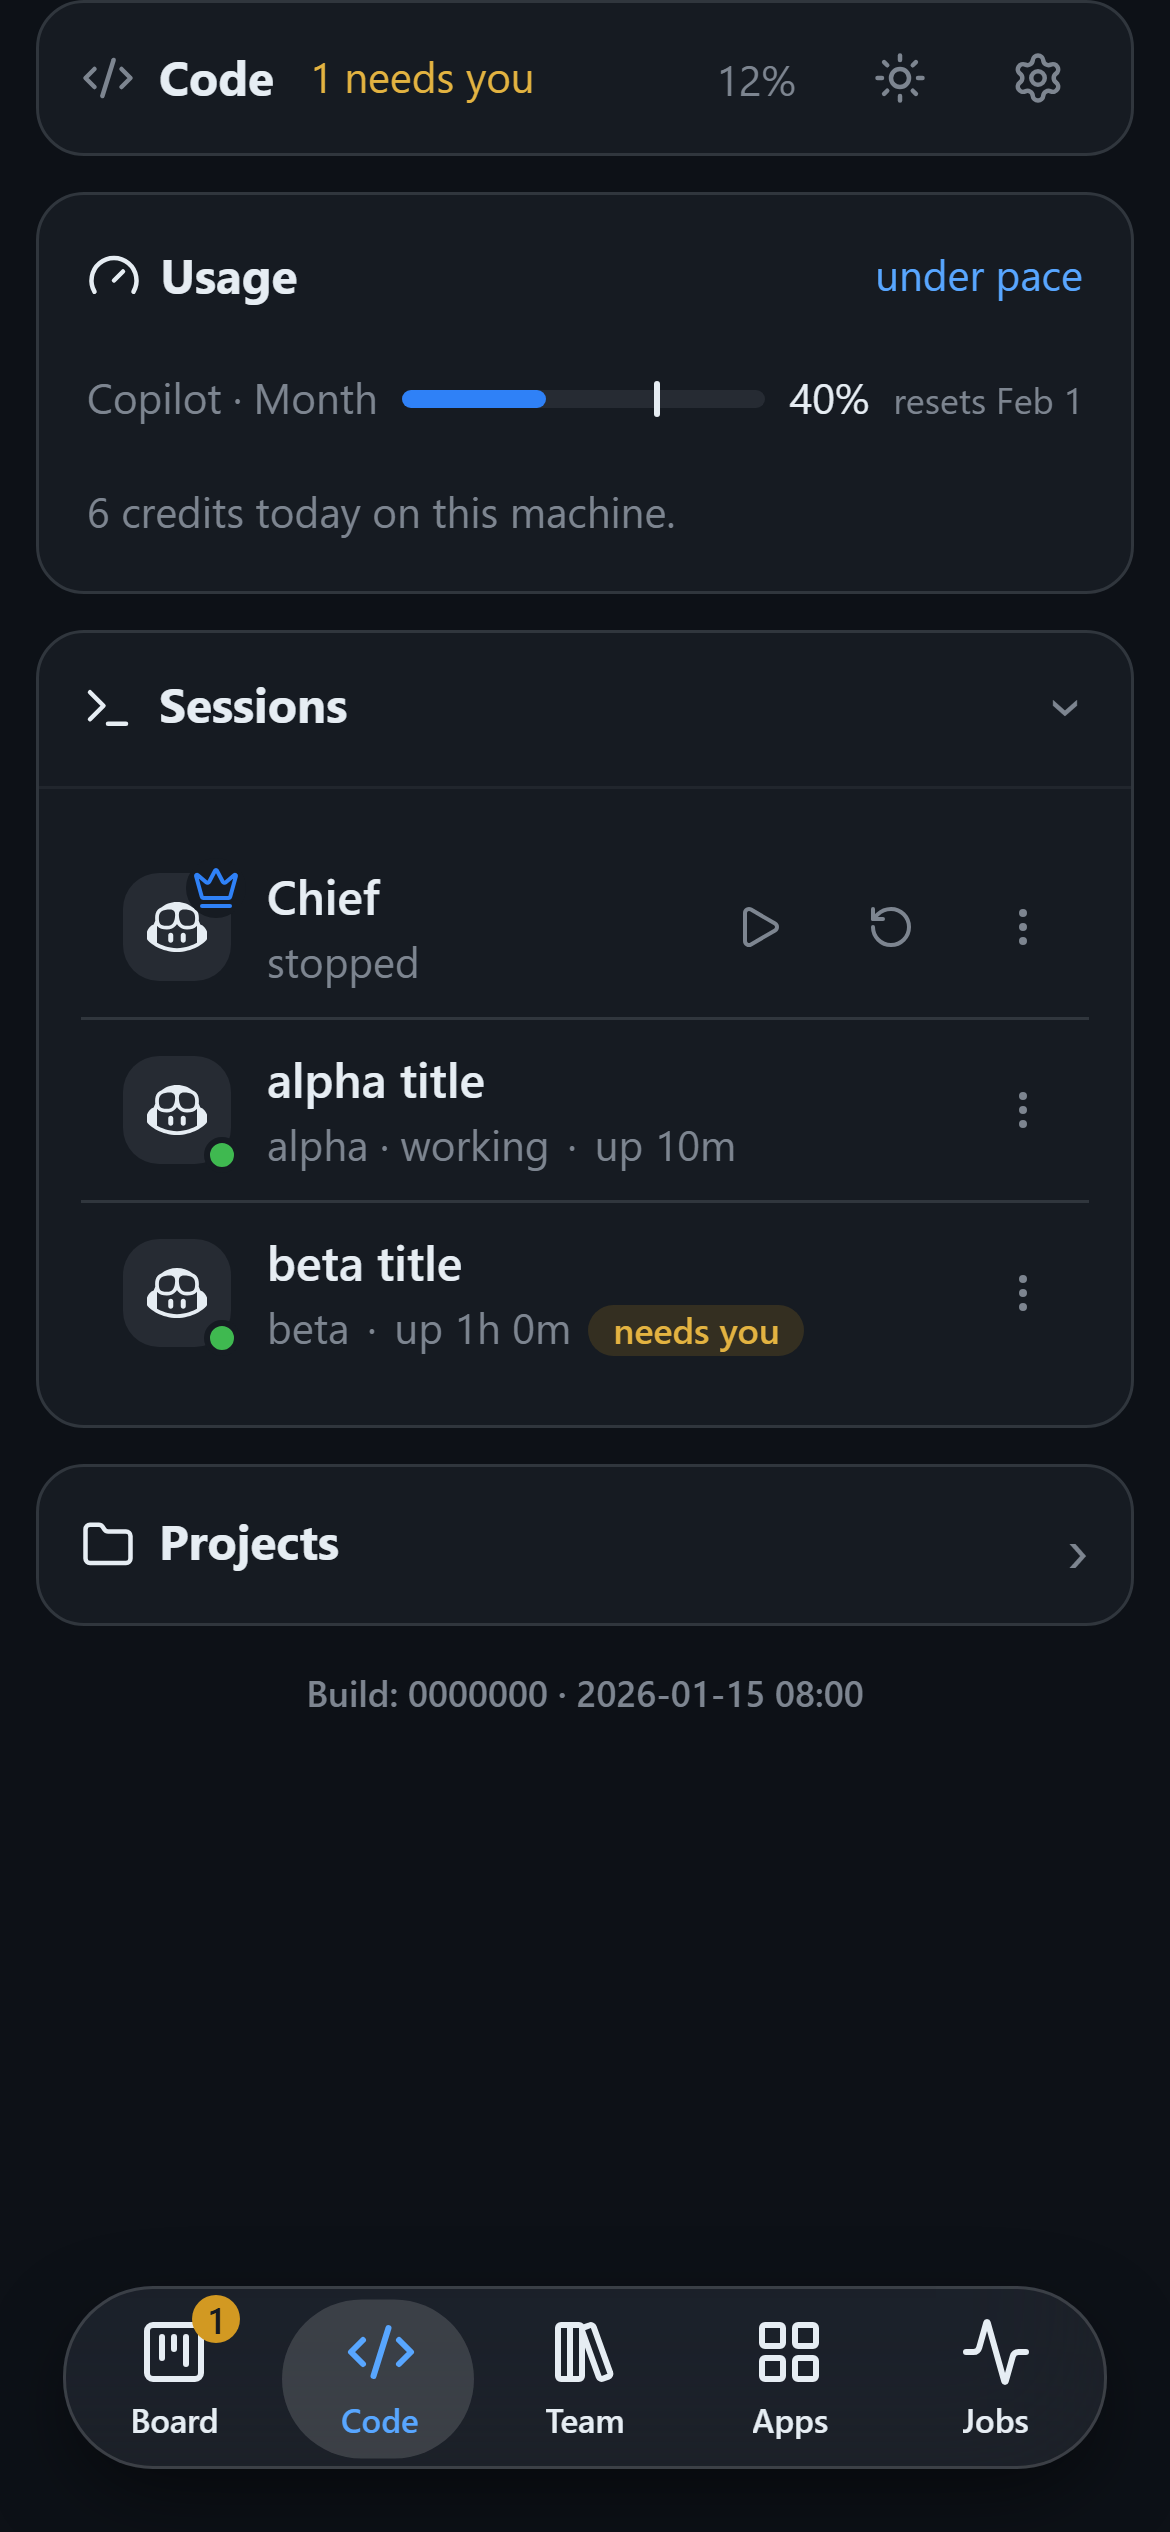 Code 1 needs you 12%
Usage under pace
Copilot · Month 40% resets Feb 1
6 credits today on this machine.
Sessions
Chief
stopped
alpha title
alpha · working · up 10m
beta title
beta · up 1h 0m needs you
Projects
Build: 0000000 · 2026-01-15 08:00
1
Board Code Team Apps Jobs